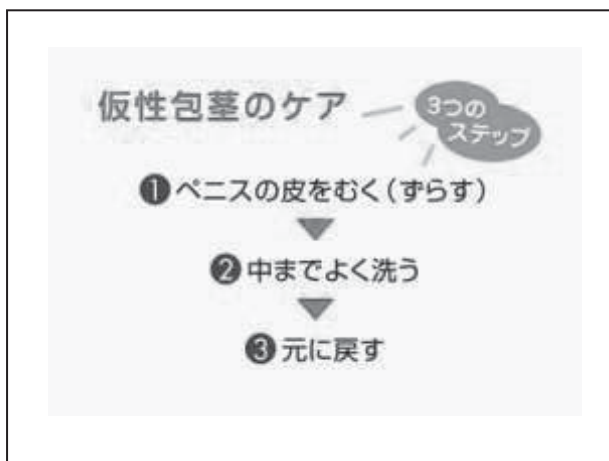 仮性包茎のケア
3つの
ステップ
❶ペニスの皮をむく(ずらす)
❷中までよく洗う
❸元に戻す